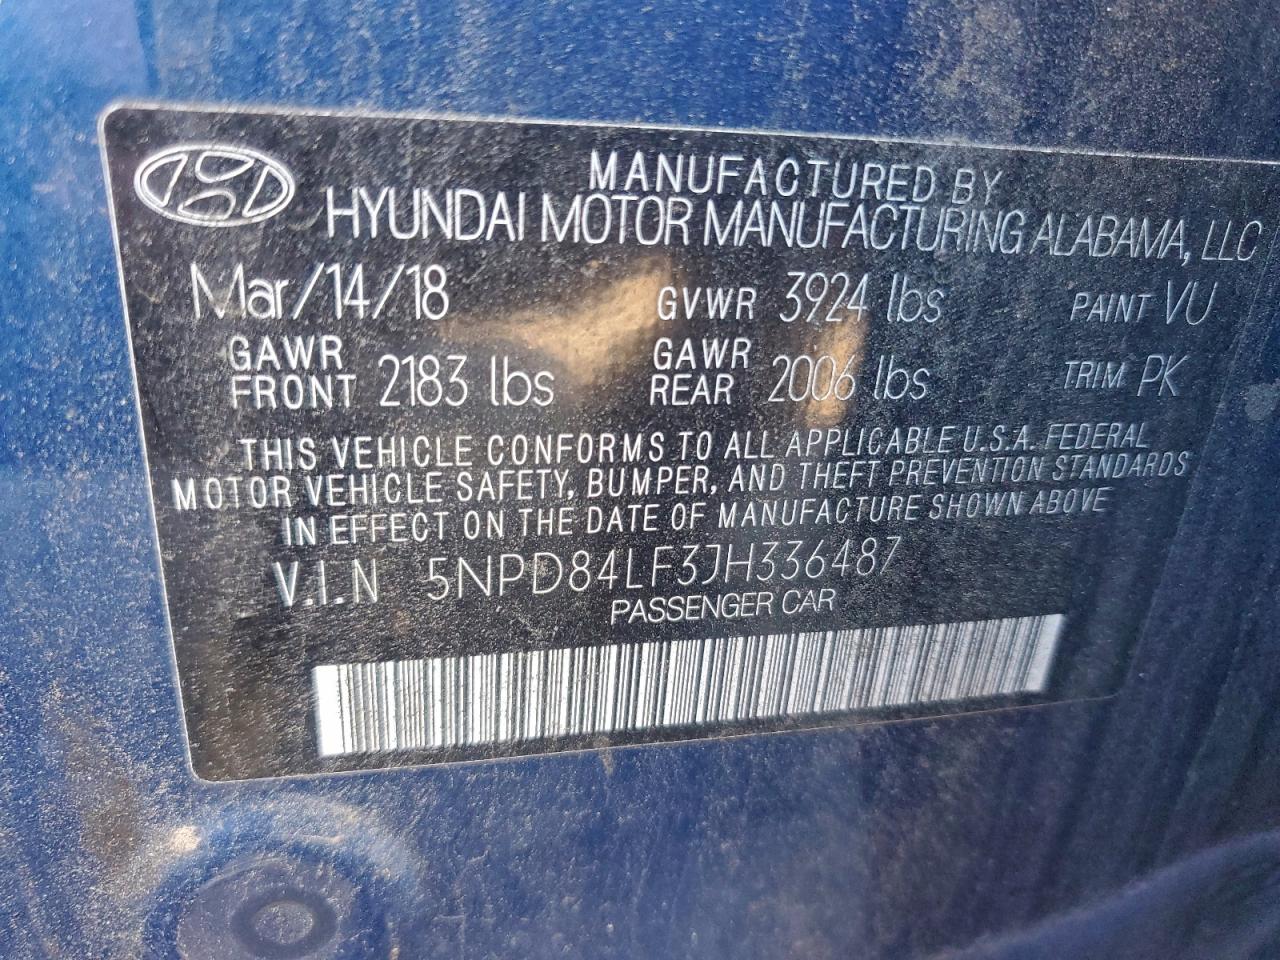 MANUFACTURED BY
HYUNDAI MOTOR MANUFACTURING ALABAMA, LLC
Mar/14/18 GVWR 3924 lbs PAINT VU
GAWR FRONT 2183 lbs GAWR REAR 2006 lbs TRIM PK
THIS VEHICLE CONFORMS TO ALL APPLICABLE U.S.A. FEDERAL
MOTOR VEHICLE SAFETY, BUMPER, AND THEFT PREVENTION STANDARDS
IN EFFECT ON THE DATE OF MANUFACTURE SHOWN ABOVE
V.I.N 5NPD84LF3JH336487
PASSENGER CAR